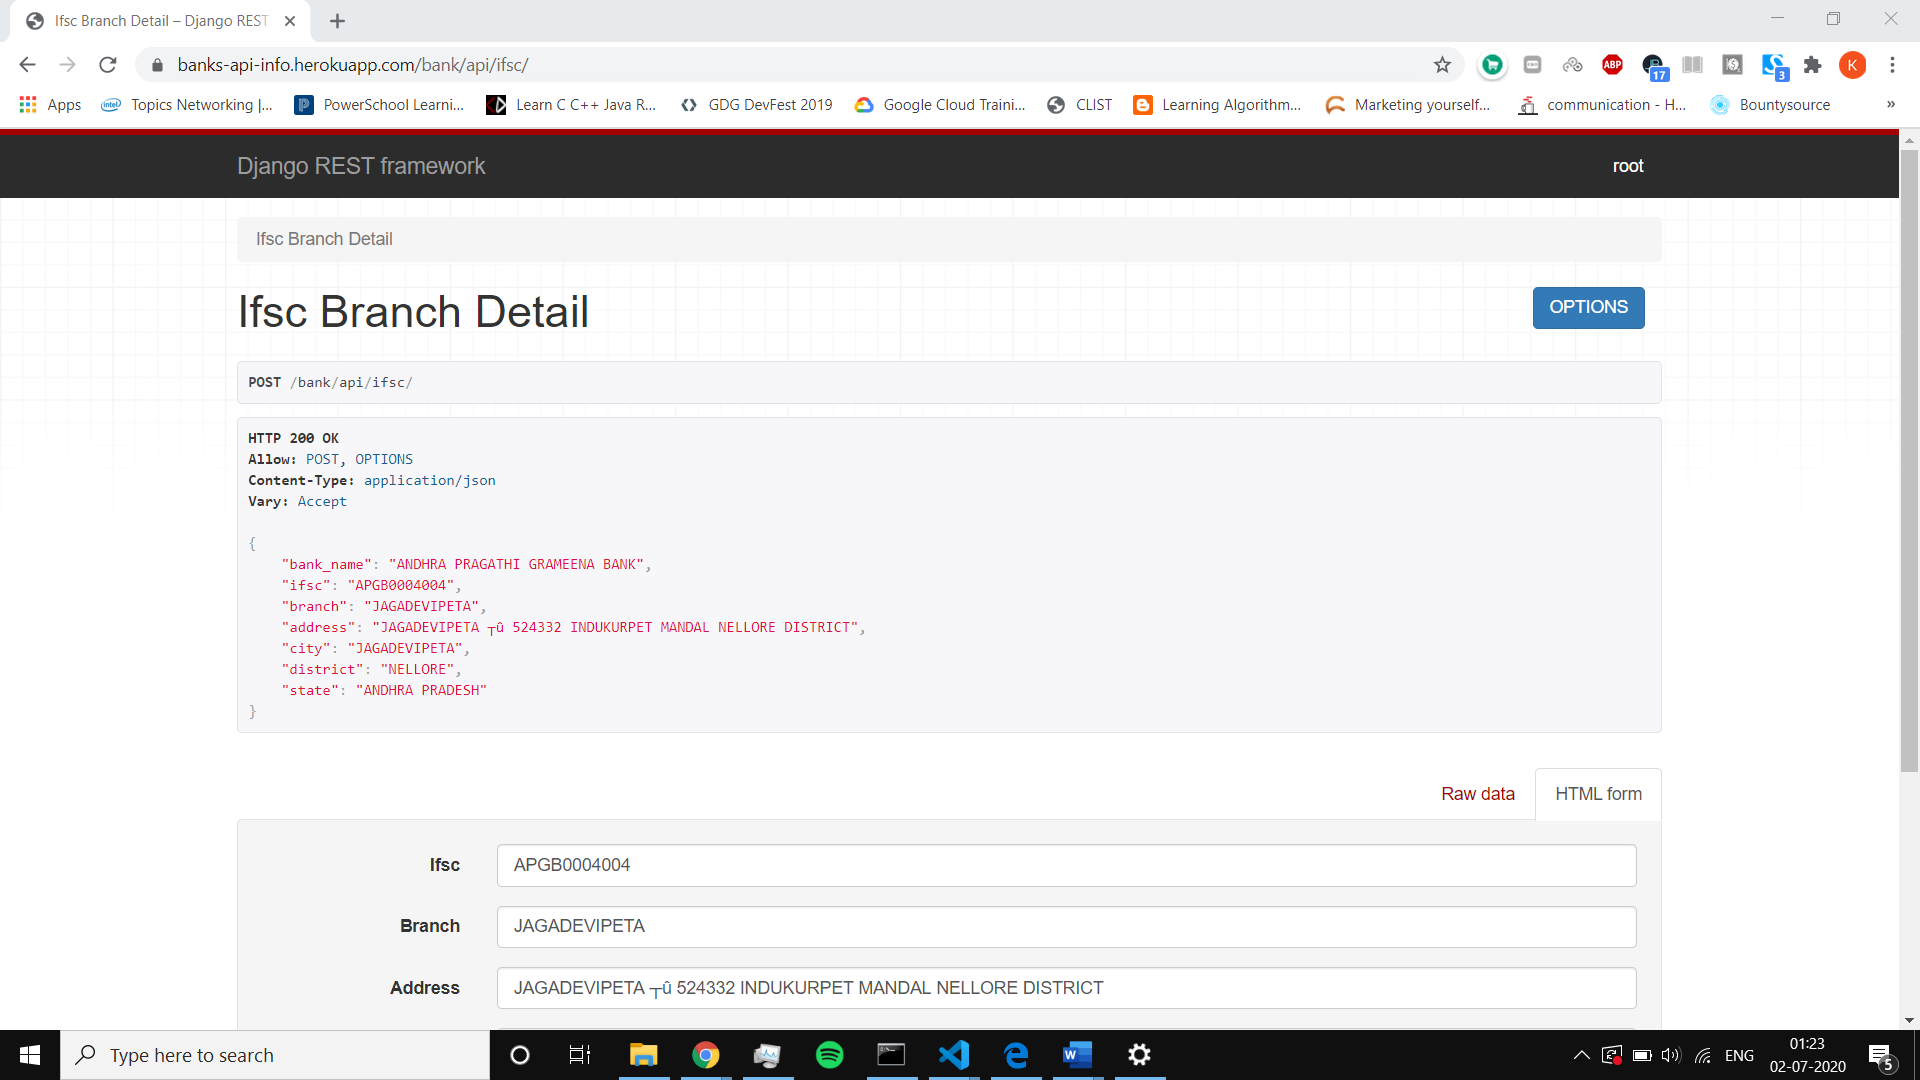 Ifsc Branch Detail – Django REST
banks-api-info.herokuapp.com/bank/api/ifsc/
ABP
17
3
K
Apps
intel Topics Networking |...
PowerSchool Learni...
Learn C C++ Java R...
GDG DevFest 2019
Google Cloud Traini...
CLIST
Learning Algorithm...
Marketing yourself...
communication - H...
Bountysource
»
Django REST framework
root
Ifsc Branch Detail
Ifsc Branch Detail
OPTIONS
POST /bank/api/ifsc/
HTTP 200 OK
Allow: POST, OPTIONS
Content-Type: application/json
Vary: Accept
{
"bank_name": "ANDHRA PRAGATHI GRAMEENA BANK",
"ifsc": "APGB0004004",
"branch": "JAGADEVIPETA",
"address": "JAGADEVIPETA ┬û 524332 INDUKURPET MANDAL NELLORE DISTRICT",
"city": "JAGADEVIPETA",
"district": "NELLORE",
"state": "ANDHRA PRADESH"
}
Raw data
HTML form
Ifsc
APGB0004004
Branch
JAGADEVIPETA
Address
JAGADEVIPETA ┬û 524332 INDUKURPET MANDAL NELLORE DISTRICT
Type here to search
ENG
01:23
02-07-2020
5